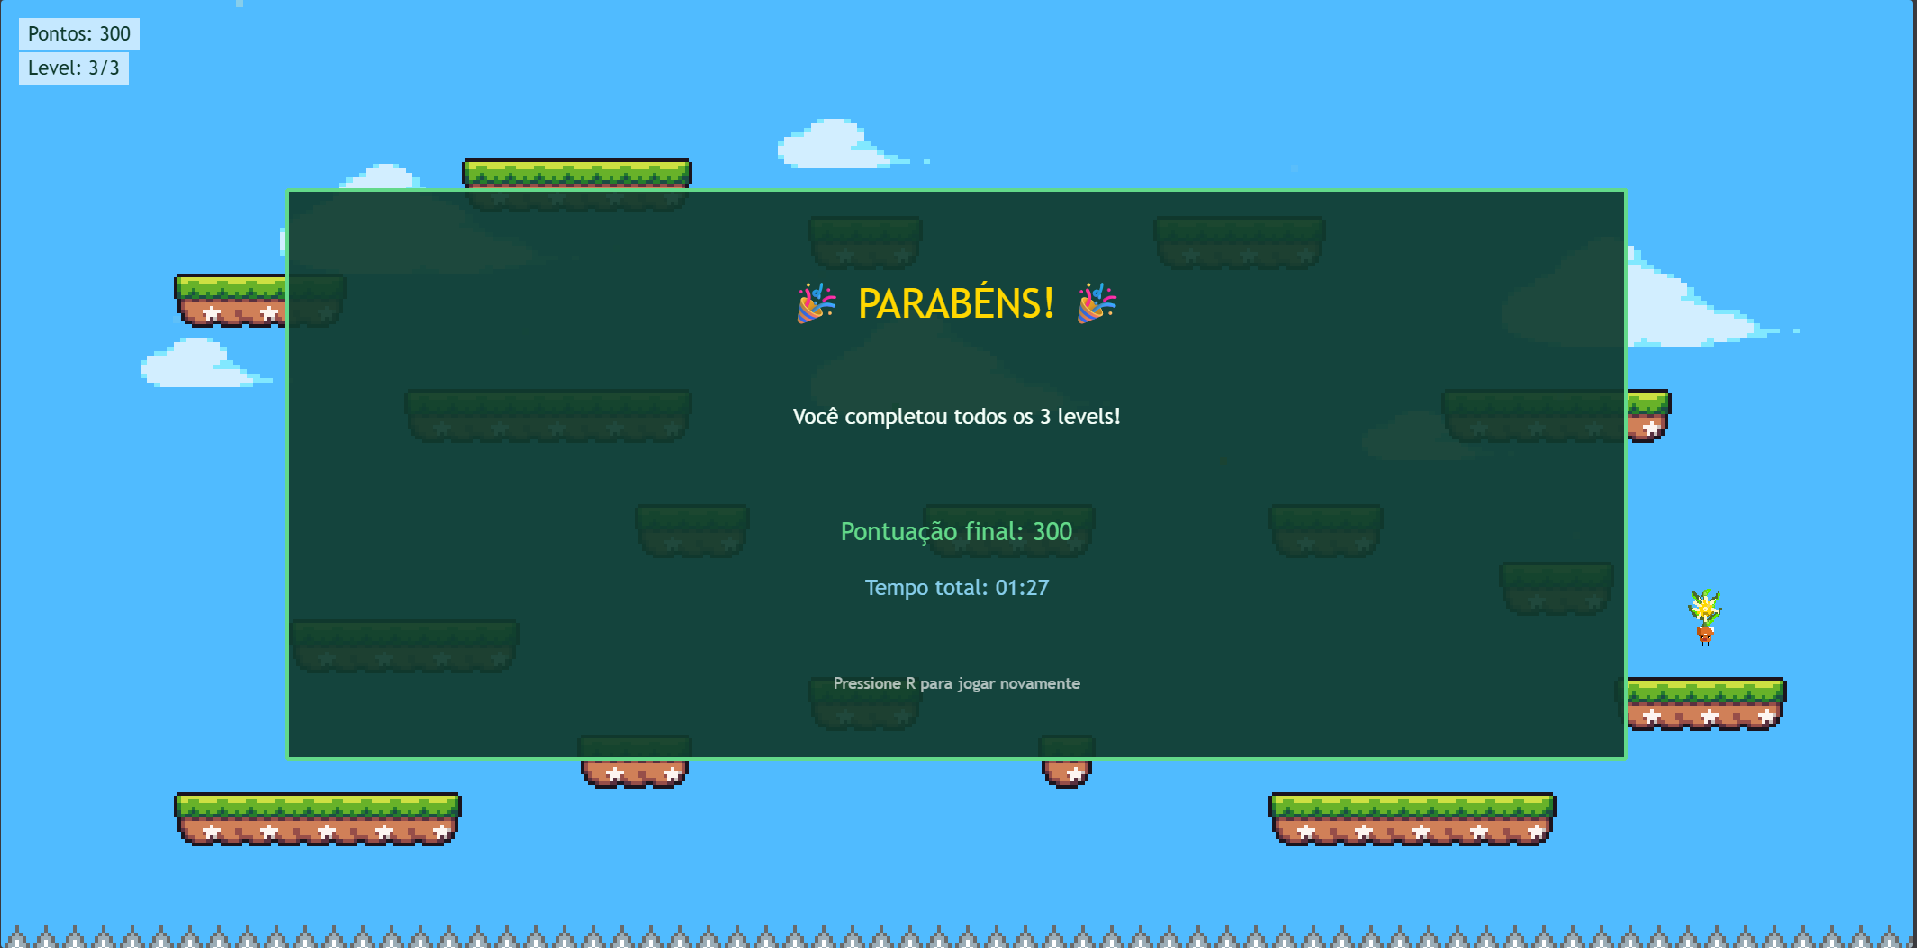 Pontos: 300
Level: 3/3
🎉 PARABÉNS! 🎉
Você completou todos os 3 levels!
Pontuação final: 300
Tempo total: 01:27
Pressione R para jogar novamente